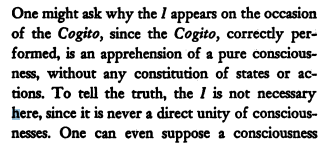 One might ask why the I appears on the occasion
of the Cogito, since the Cogito, correctly per-
formed, is an apprehension of a pure conscious-
ness, without any constitution of states or ac-
tions. To tell the truth, the I is not necessary
here, since it is never a direct unity of conscious-
nesses. One can even suppose a consciousness